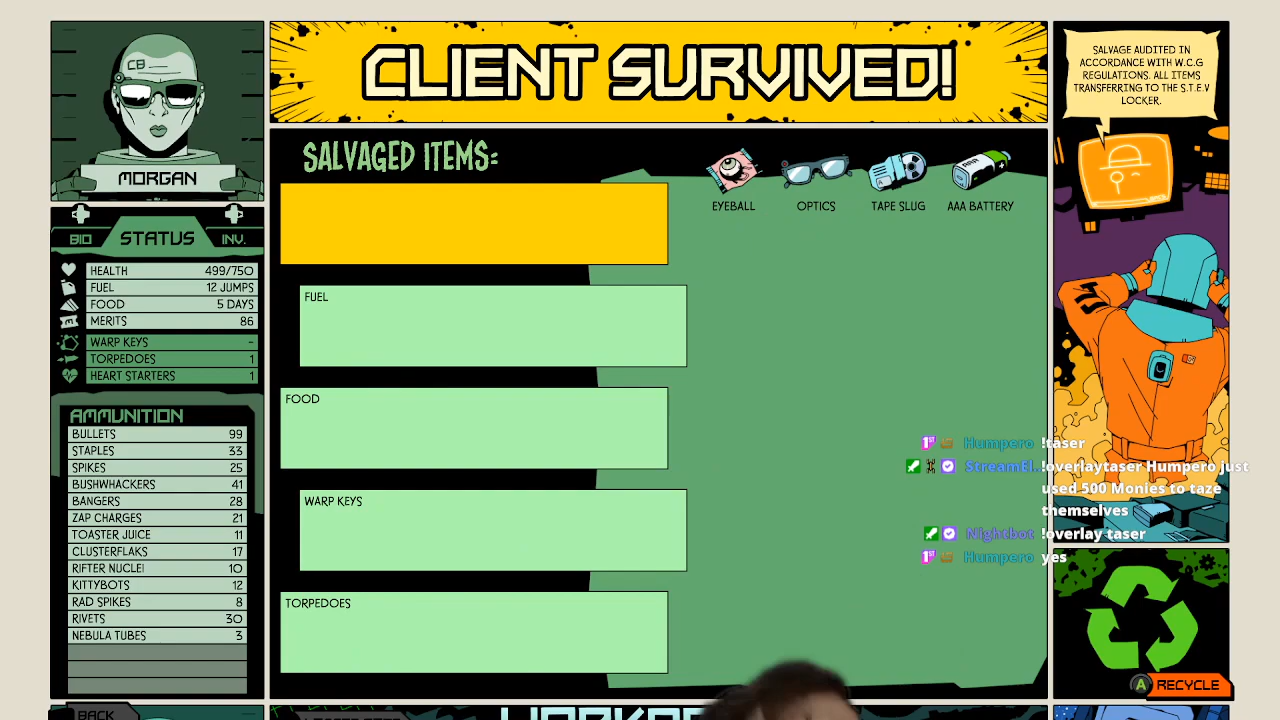 CB
MORGAN
BIO
STATUS
INV.
HEALTH 499/750
FUEL 12 JUMPS
FOOD 5 DAYS
MERITS 86
WARP KEYS -
TORPEDOES 1
HEART STARTERS 1
AMMUNITION
BULLETS 99
STAPLES 33
SPIKES 25
BUSHWHACKERS 41
BANGERS 28
ZAP CHARGES 21
TOASTER JUICE 11
CLUSTERFLAKS 17
RIFTER NUCLEI 10
KITTYBOTS 12
RAD SPIKES 8
RIVETS 30
NEBULA TUBES 3
BACK
CLIENT SURVIVED!
SALVAGED ITEMS:
EYEBALL
OPTICS
TAPE SLUG
AAA
AAA BATTERY
FUEL
FOOD
WARP KEYS
TORPEDOES
Humpero !taser
StreamEl... !overlaytaser Humpero just
used 500 Monies to taze
themselves
Nightbot !overlay taser
Humpero yes
SALVAGE AUDITED IN
ACCORDANCE WITH W.C.G
REGULATIONS. ALL ITEMS
TRANSFERRING TO THE S.T.E.V
LOCKER.
A RECYCLE